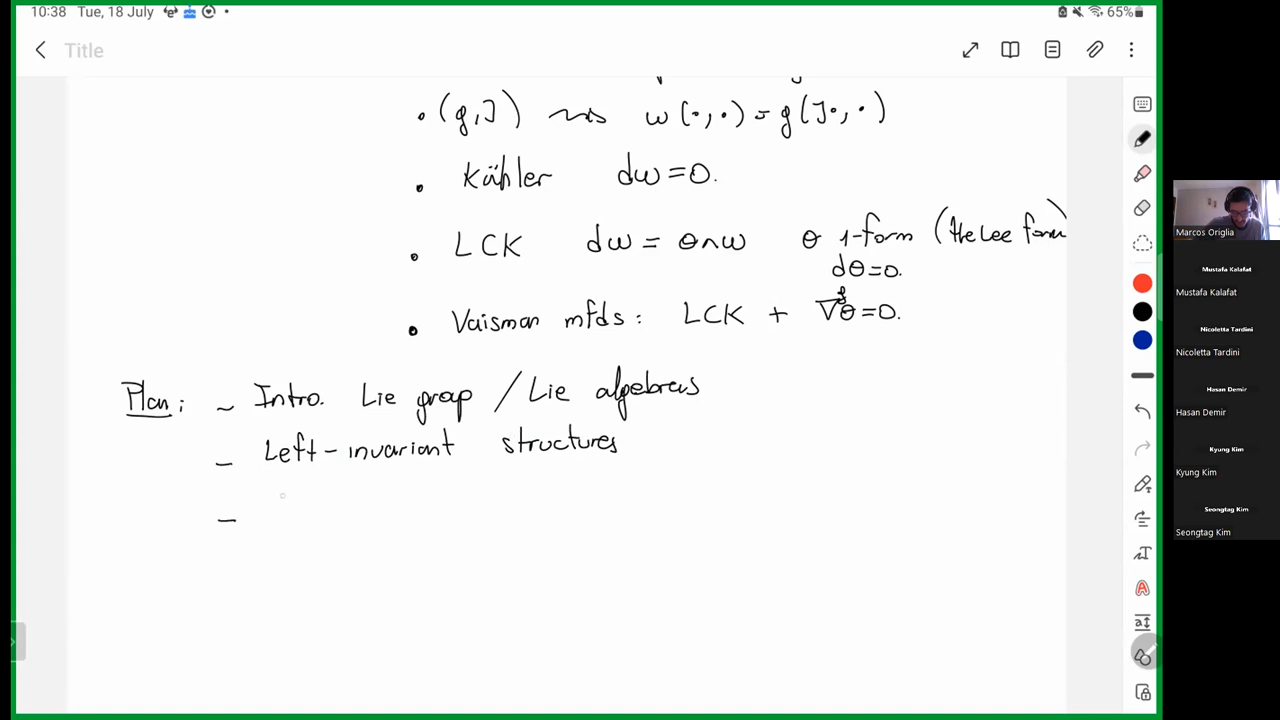 10:38 Tue, 18 July
65%
Title
• (g,J) ⇝ ω(·,·) = g(J·,·)
• Kähler dω = 0.
• LCK dω = θ∧ω θ 1-form (the Lee form)
dθ = 0.
• Vaisman mfds: LCK + ∇ᵍθ = 0.
Plan: – Intro. Lie group / Lie algebras
– Left-invariant structures
–
Marcos Origlia
Mustafa Kalafat
Mustafa Kalafat
Nicoletta Tardini
Nicoletta Tardini
Hasan Demir
Hasan Demir
Kyung Kim
Kyung Kim
Seongtag Kim
Seongtag Kim